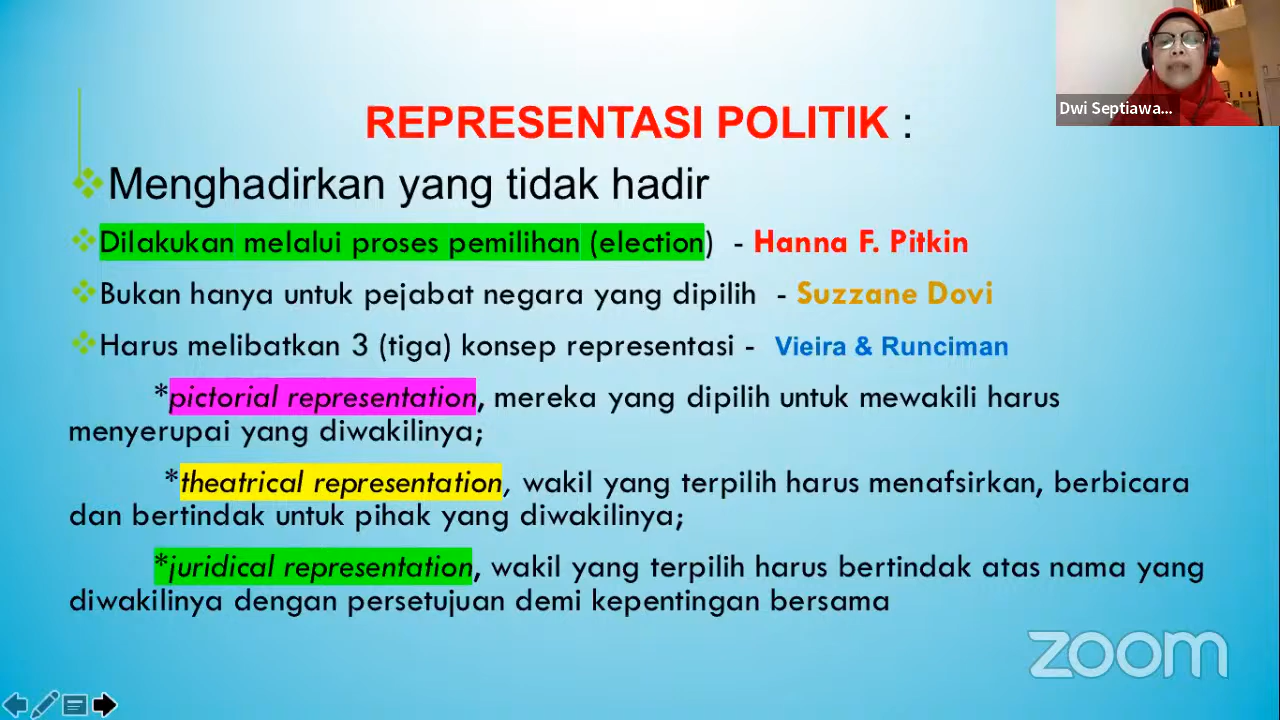 Dwi Septiawa...
REPRESENTASI POLITIK :
Menghadirkan yang tidak hadir
Dilakukan melalui proses pemilihan (election) - Hanna F. Pitkin
Bukan hanya untuk pejabat negara yang dipilih - Suzzane Dovi
Harus melibatkan 3 (tiga) konsep representasi - Vieira & Runciman
*pictorial representation, mereka yang dipilih untuk mewakili harus
menyerupai yang diwakilinya;
*theatrical representation, wakil yang terpilih harus menafsirkan, berbicara
dan bertindak untuk pihak yang diwakilinya;
*juridical representation, wakil yang terpilih harus bertindak atas nama yang
diwakilinya dengan persetujuan demi kepentingan bersama
zoom